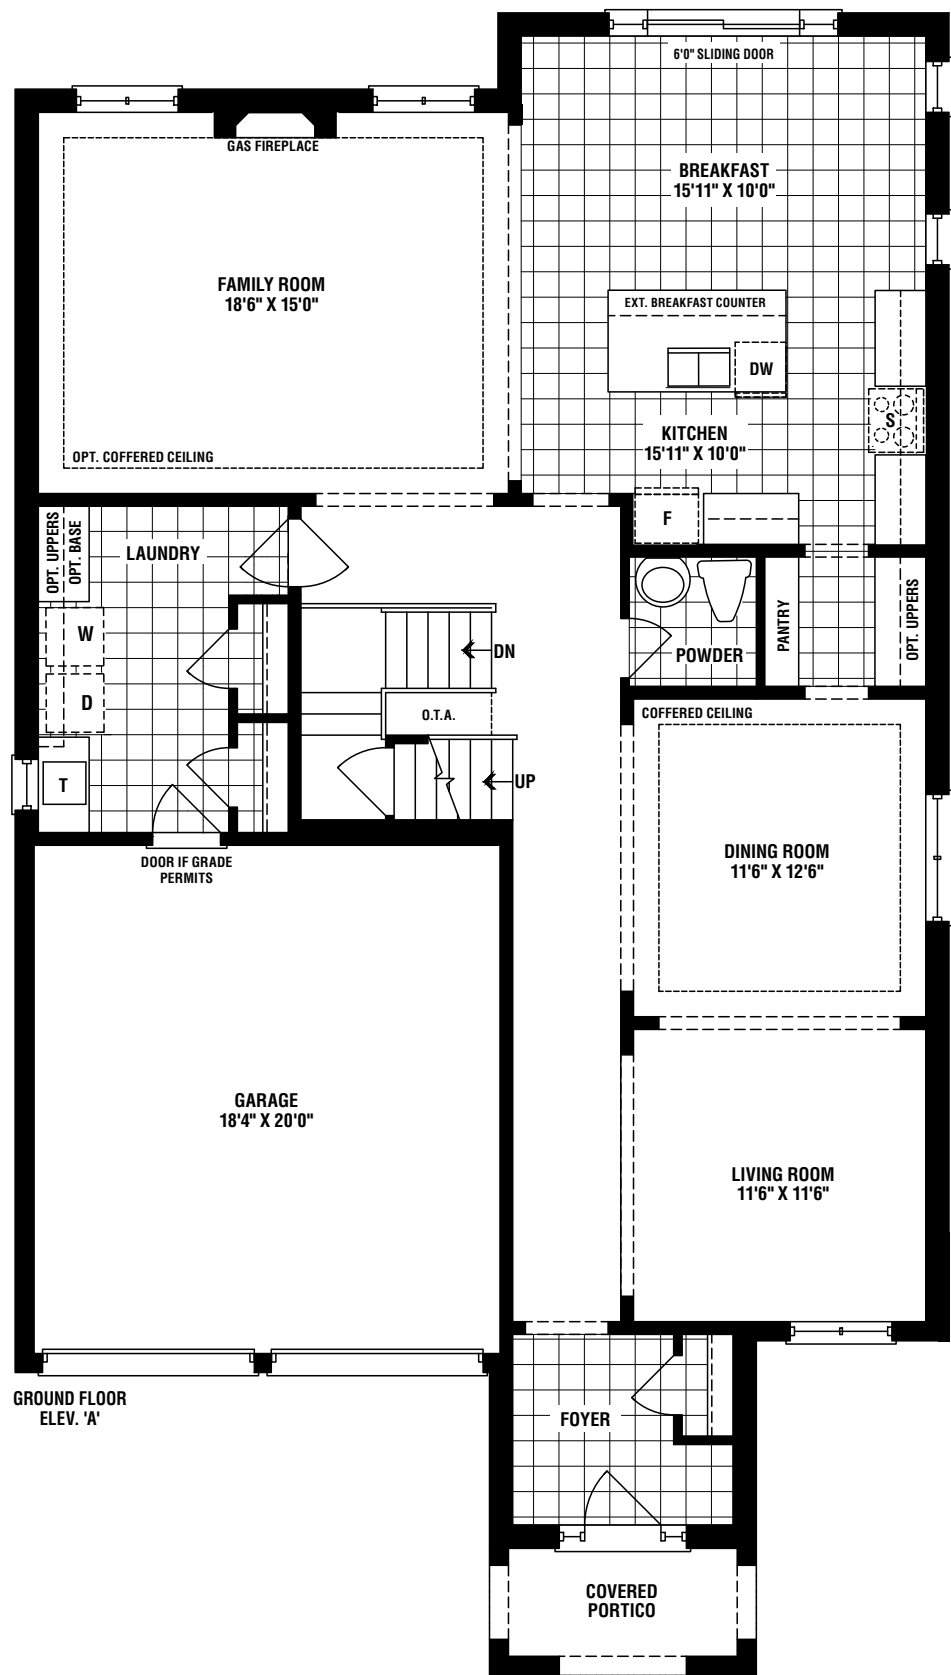 6'0" SLIDING DOOR
GAS FIREPLACE
BREAKFAST
15'11" X 10'0"
FAMILY ROOM
18'6" X 15'0"
EXT. BREAKFAST COUNTER
DW
S
KITCHEN
15'11" X 10'0"
OPT. COFFERED CEILING
F
OPT. UPPERS
OPT. BASE
LAUNDRY
W
D
T
DN
O.T.A.
UP
POWDER
PANTRY
OPT. UPPERS
COFFERED CEILING
DINING ROOM
11'6" X 12'6"
DOOR IF GRADE
PERMITS
GARAGE
18'4" X 20'0"
LIVING ROOM
11'6" X 11'6"
GROUND FLOOR
ELEV. 'A'
FOYER
COVERED
PORTICO